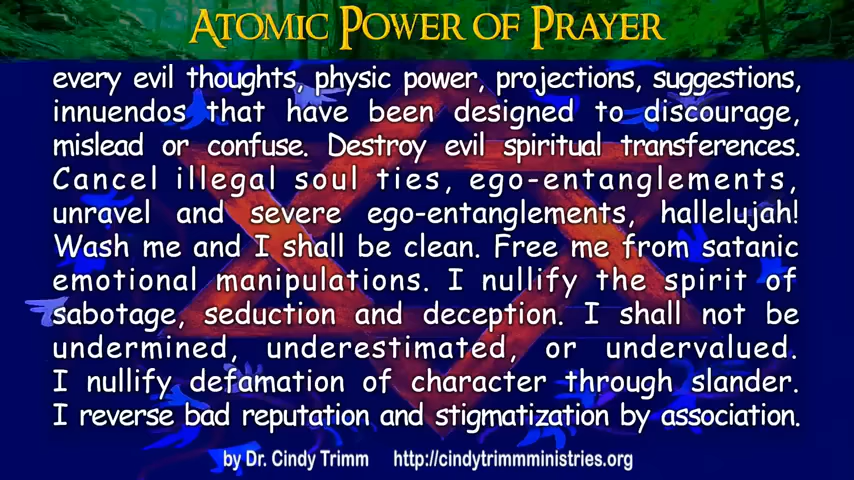 ATOMIC POWER OF PRAYER
every evil thoughts, physic power, projections, suggestions,
innuendos that have been designed to discourage,
mislead or confuse. Destroy evil spiritual transferences.
Cancel illegal soul ties, ego-entanglements,
unravel and severe ego-entanglements, hallelujah!
Wash me and I shall be clean. Free me from satanic
emotional manipulations. I nullify the spirit of
sabotage, seduction and deception. I shall not be
undermined, underestimated, or undervalued.
I nullify defamation of character through slander.
I reverse bad reputation and stigmatization by association.
by Dr. Cindy Trimm http://cindytrimmministries.org